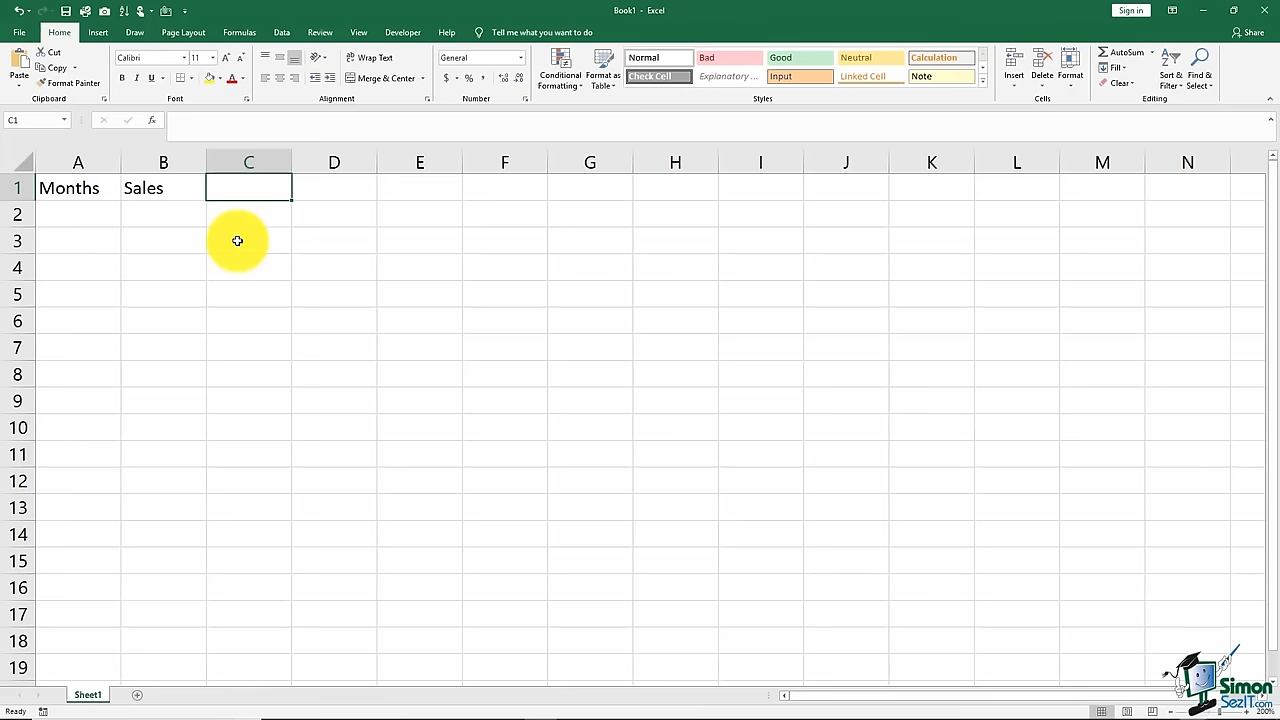 Book1 - Excel
Sign in
File Home Insert Draw Page Layout Formulas Data Review View Developer Help Tell me what you want to do Share
Paste
Cut
Copy
Format Painter
Clipboard
Calibri 11
B I U A
Font
Wrap Text
Merge & Center
Alignment
General
$ % ,
Number
Conditional Formatting
Format as Table
Normal Bad Good Neutral Calculation
Check Cell Explanatory ... Input Linked Cell Note
Styles
Insert Delete Format
Cells
AutoSum
Fill
Clear
Sort & Filter
Find & Select
Editing
C1
fx
A B C D E F G H I J K L M N
1 Months Sales
2
3
4
5
6
7
8
9
10
11
12
13
14
15
16
17
18
19
Sheet1
Ready
200%
Simon
SezIT.com